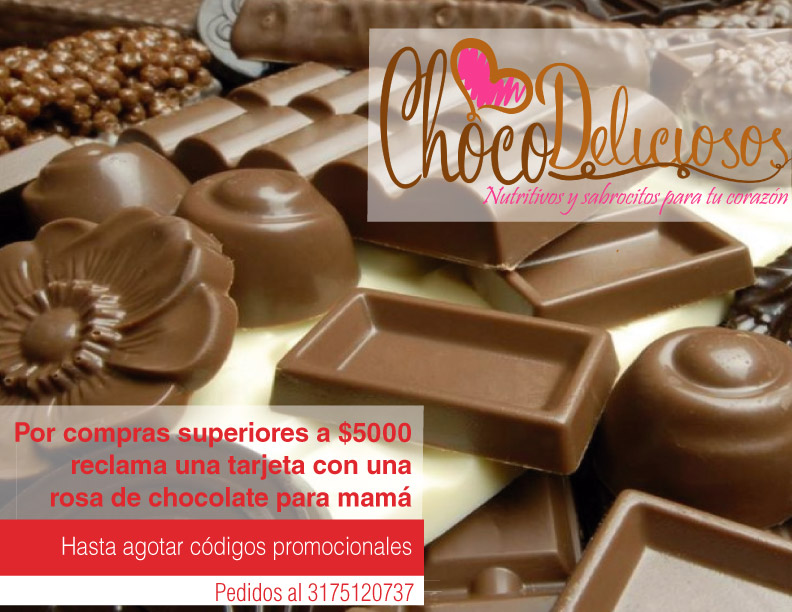 ChocoDeliciosos
Nutritivos y sabrocitos para tu corazón
Por compras superiores a $5000
reclama una tarjeta con una
rosa de chocolate para mamá
Hasta agotar códigos promocionales
Pedidos al 3175120737